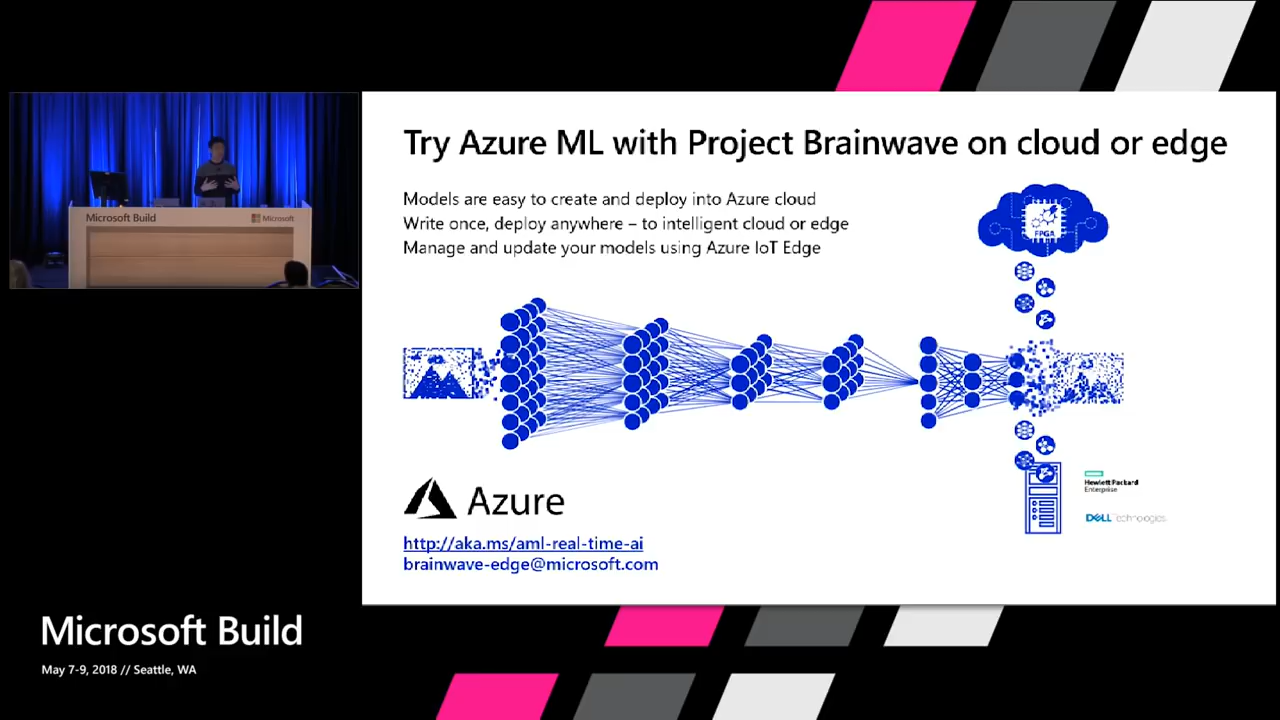 Try Azure ML with Project Brainwave on cloud or edge
Models are easy to create and deploy into Azure cloud
Write once, deploy anywhere – to intelligent cloud or edge
Manage and update your models using Azure IoT Edge
FPGA
Microsoft Build
Microsoft
Hewlett Packard
Enterprise
DELL Technologies
Azure
http://aka.ms/aml-real-time-ai
brainwave-edge@microsoft.com
Microsoft Build
May 7-9, 2018 // Seattle, WA